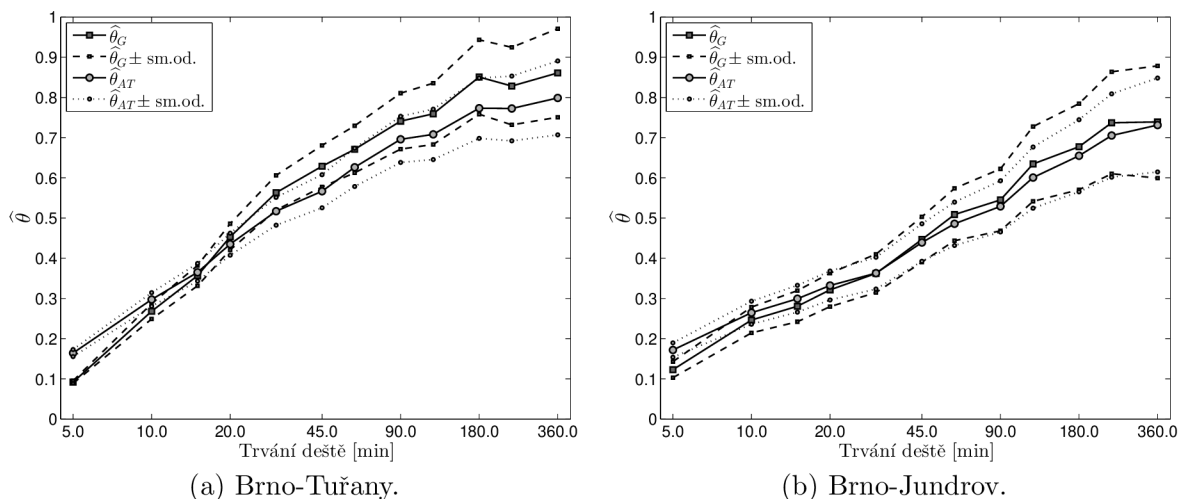 θ̂_G
θ̂_G ± sm.od.
θ̂_AT
θ̂_AT ± sm.od.
1
0.9
0.8
0.7
0.6
0.5
0.4
0.3
0.2
0.1
0
θ̂
5.0 10.0 20.0 45.0 90.0 180.0 360.0
Trvání deště [min]
(a) Brno-Tuřany.
θ̂_G
θ̂_G ± sm.od.
θ̂_AT
θ̂_AT ± sm.od.
1
0.9
0.8
0.7
0.6
0.5
0.4
0.3
0.2
0.1
0
θ̂
5.0 10.0 20.0 45.0 90.0 180.0 360.0
Trvání deště [min]
(b) Brno-Jundrov.